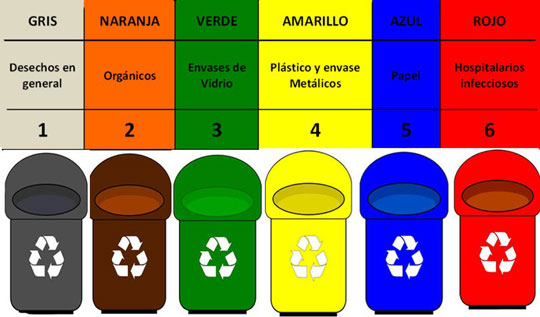 GRIS NARANJA VERDE AMARILLO AZUL ROJO
Desechos en
general
Orgánicos
Envases de
Vidrio
Plástico y envase
Metálicos
Papel
Hospitalarios
infecciosos
1 2 3 4 5 6